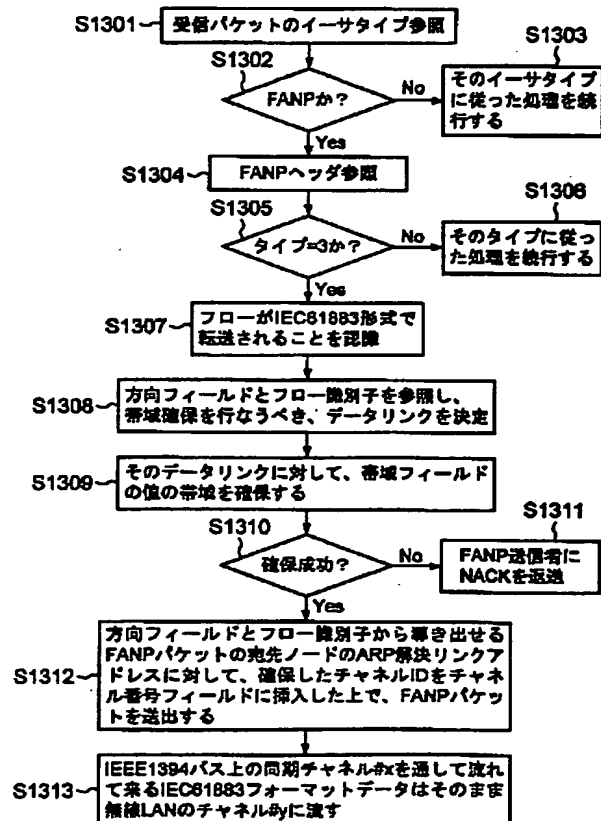 S1301
受信パケットのイーサタイプ参照
S1302
FANPか？
No
S1303
そのイーサタイプ
に従った処理を続
行する
Yes
S1304
FANPヘッダ参照
S1305
タイプ=3か？
No
S1306
そのタイプに従っ
た処理を続行する
Yes
S1307
フローがIEC61883形式で
転送されることを認識
S1308
方向フィールドとフロー識別子を参照し、
帯域確保を行なうべき、データリンクを決定
S1309
そのデータリンクに対して、帯域フィールド
の値の帯域を確保する
S1310
確保成功？
No
S1311
FANP送信者に
NACKを返送
Yes
S1312
方向フィールドとフロー識別子から導き出せる
FANPパケットの宛先ノードのARP解決リンクア
ドレスに対して、確保したチャネルIDをチャネ
ル番号フィールドに挿入した上で、FANPパケッ
トを送出する
S1313
IEEE1394バス上の同期チャネル#xを通して流れ
て来るIEC61883フォーマットデータはそのまま
無線LANのチャネル#yに流す